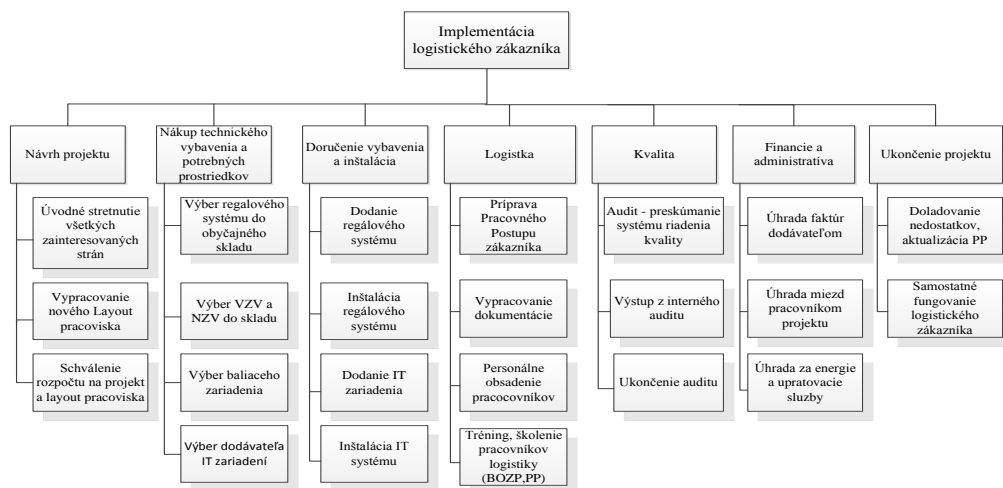 Implementácia
logistického zákazníka
Návrh projektu
Nákup technického
vybavenia a
potrebných
prostriedkov
Doručenie vybavenia
a inštalácia
Logistka
Kvalita
Financie a
administratíva
Ukončenie projektu
Úvodné stretnutie
všetkých
zainteresovaných
strán
Vypracovanie
nového Layout
pracoviska
Schválenie
rozpočtu na projekt
a layout pracoviska
Výber regalového
systému do
obyčajného
skladu
Výber VZV a
NZV do skladu
Výber baliaceho
zariadenia
Výber dodávateľa
IT zariadení
Dodanie
regálového
systému
Inštalácia
regálového
systému
Dodanie IT
zariadenia
Inštalácia IT
systému
Príprava
Pracovného
Postupu
zákazníka
Vypracovanie
dokumentácie
Personálne
obsadenie
pracocovníkov
Tréning, školenie
pracovníkov
logistiky
(BOZP,PP)
Audit - preskúmanie
systému riadenia
kvality
Výstup z interného
auditu
Ukončenie auditu
Úhrada faktúr
dodávateľom
Úhrada miezd
pracovníkom
projektu
Úhrada za energie
a upratovacie
sluzby
Doladovanie
nedostatkov,
aktualizácia PP
Samostatné
fungovanie
logistického
zákazníka